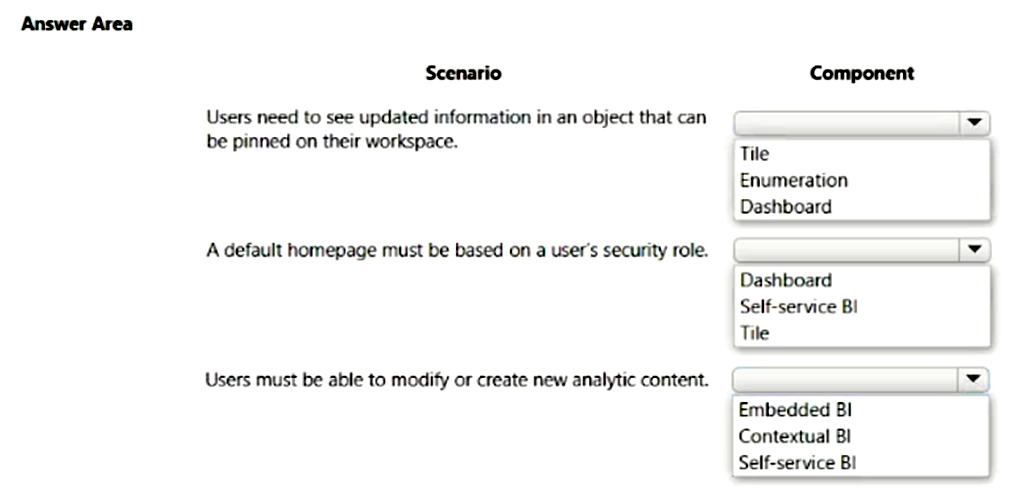 Answer Area
Scenario
Component
Users need to see updated information in an object that can
be pinned on their workspace.
Tile
Enumeration
Dashboard
A default homepage must be based on a user's security role.
Dashboard
Self-service BI
Tile
Users must be able to modify or create new analytic content.
Embedded BI
Contextual BI
Self-service BI